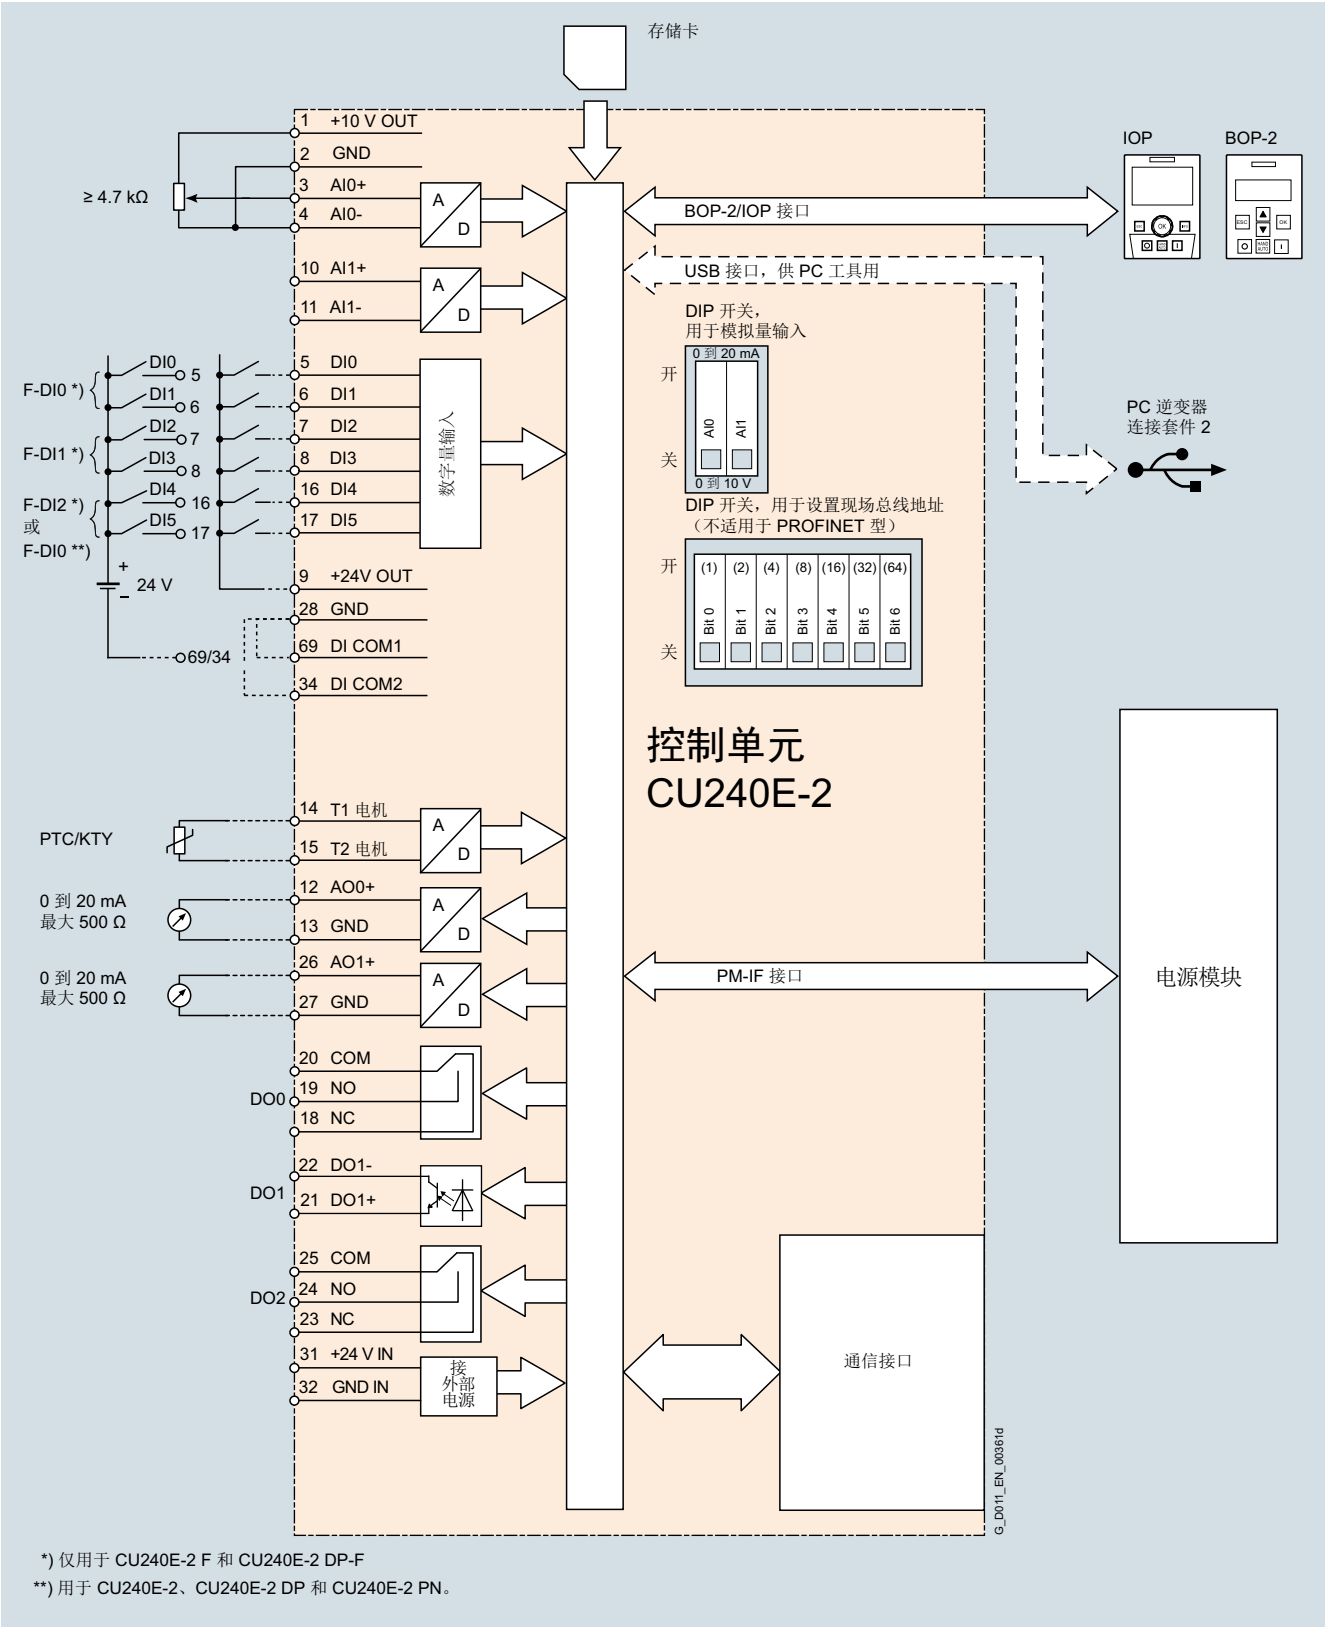 存储卡
1 +10 V OUT
2 GND
3 AI0+
4 AI0-
≥ 4.7 kΩ
A
D
10 AI1+
11 AI1-
A
D
BOP-2/IOP 接口
IOP
BOP-2
OK
ESC
OK
HAND
AUTO
I
USB 接口，供 PC 工具用
PC 逆变器
连接套件 2
DIP 开关，
用于模拟量输入
0 到 20 mA
开
AI0
AI1
关
0 到 10 V
DIP 开关，用于设置现场总线地址
（不适用于 PROFINET 型）
开
(1) (2) (4) (8) (16) (32) (64)
Bit 0 Bit 1 Bit 2 Bit 3 Bit 4 Bit 5 Bit 6
关
F-DI0 *)
F-DI1 *)
F-DI2 *)
或
F-DI0 **)
DI0 5
DI1 6
DI2 7
DI3 8
DI4 16
DI5 17
+
24 V
–
69/34
5 DI0
6 DI1
7 DI2
8 DI3
16 DI4
17 DI5
数字量输入
9 +24V OUT
28 GND
69 DI COM1
34 DI COM2
控制单元
CU240E-2
PTC/KTY
14 T1 电机
15 T2 电机
A
D
0 到 20 mA
最大 500 Ω
12 AO0+
13 GND
A
D
0 到 20 mA
最大 500 Ω
26 AO1+
27 GND
A
D
PM-IF 接口
电源模块
DO0
20 COM
19 NO
18 NC
DO1
22 DO1-
21 DO1+
DO2
25 COM
24 NO
23 NC
31 +24 V IN
32 GND IN
接
外部
电源
通信接口
G_D011_EN_00361d
*) 仅用于 CU240E-2 F 和 CU240E-2 DP-F
**) 用于 CU240E-2、CU240E-2 DP 和 CU240E-2 PN。